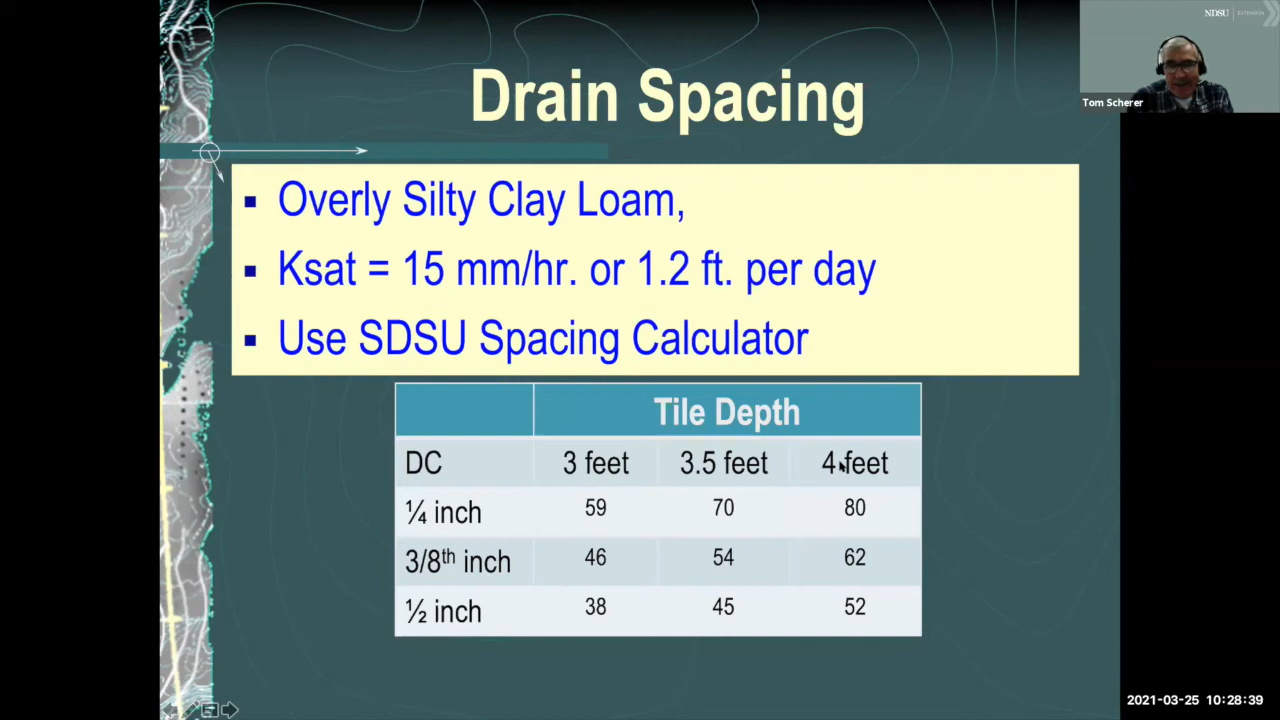 NDSU EXTENSION
Tom Scherer
Drain Spacing
Overly Silty Clay Loam,
Ksat = 15 mm/hr. or 1.2 ft. per day
Use SDSU Spacing Calculator
Tile Depth
DC 3 feet 3.5 feet 4 feet
¼ inch 59 70 80
3/8th inch 46 54 62
½ inch 38 45 52
2021-03-25 10:28:39